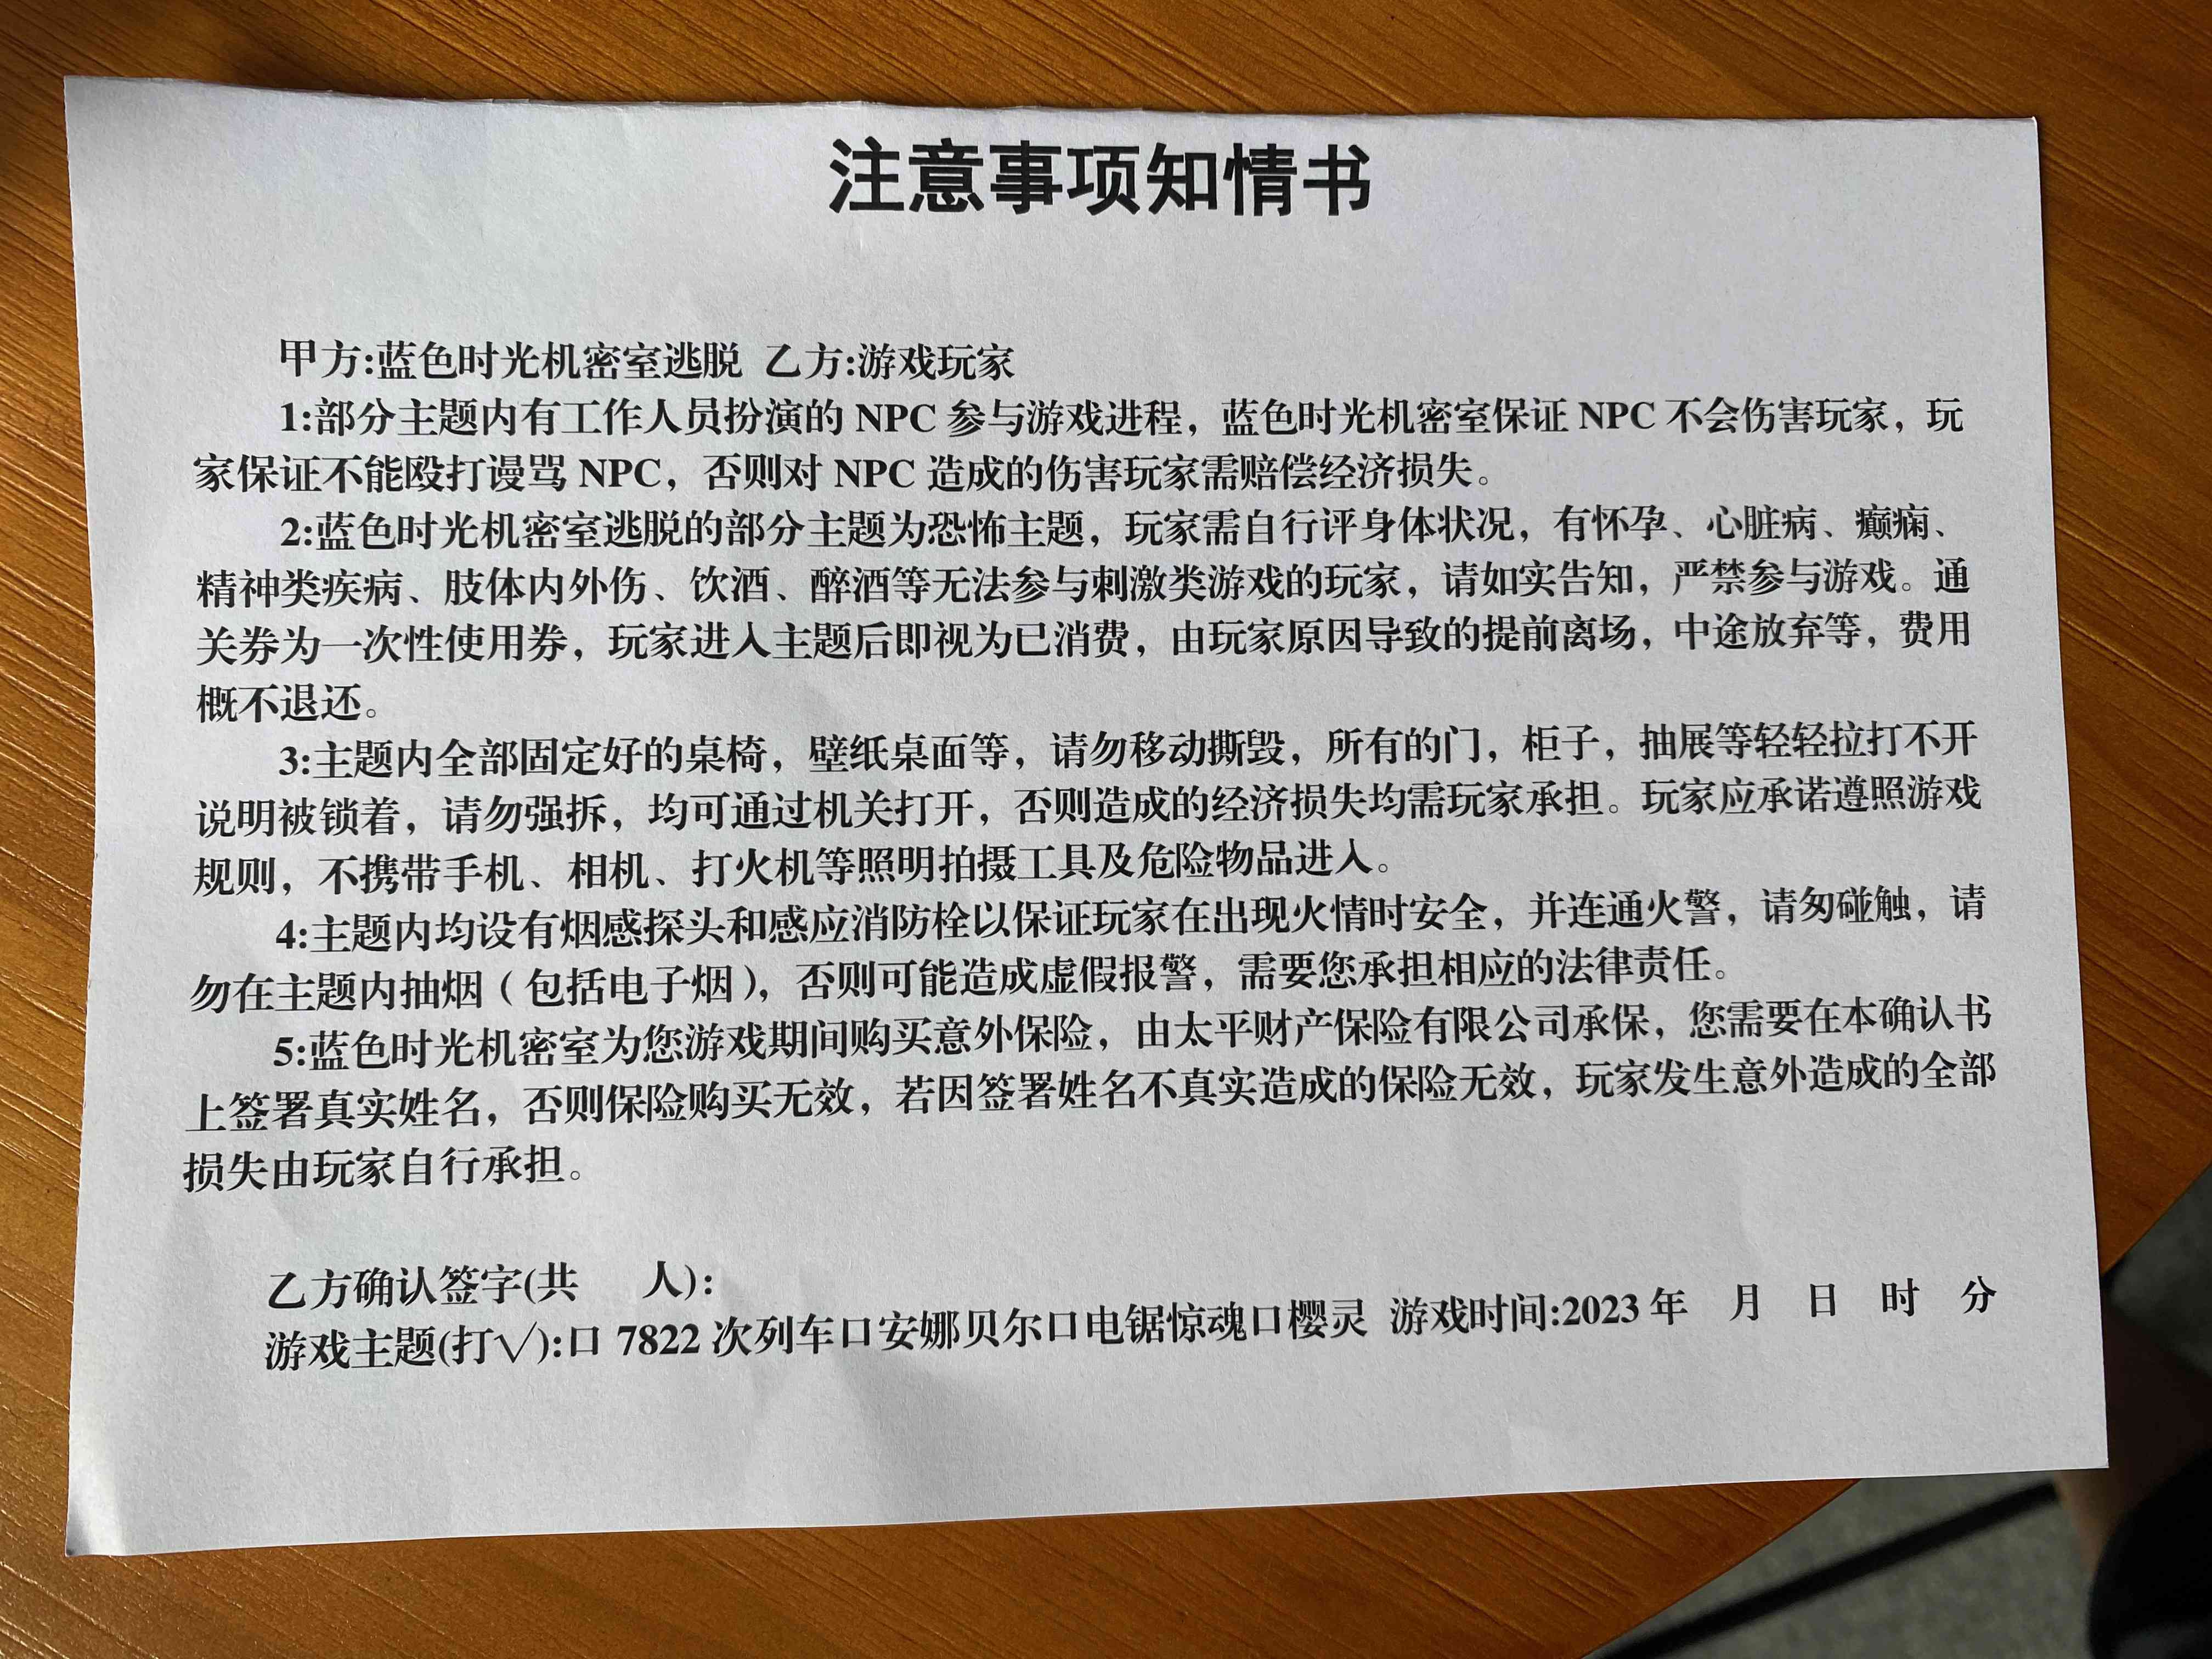 注意事项知情书
甲方:蓝色时光机密室逃脱 乙方:游戏玩家
1:部分主题内有工作人员扮演的 NPC 参与游戏进程，蓝色时光机密室保证 NPC 不会伤害玩家，玩
家保证不能殴打谩骂 NPC，否则对 NPC 造成的伤害玩家需赔偿经济损失。
2:蓝色时光机密室逃脱的部分主题为恐怖主题，玩家需自行评身体状况，有怀孕、心脏病、癫痫、
精神类疾病、肢体内外伤、饮酒、醉酒等无法参与刺激类游戏的玩家，请如实告知，严禁参与游戏。通
关券为一次性使用券，玩家进入主题后即视为已消费，由玩家原因导致的提前离场，中途放弃等，费用
概不退还。
3:主题内全部固定好的桌椅，壁纸桌面等，请勿移动撕毁，所有的门，柜子，抽展等轻轻拉打不开
说明被锁着，请勿强拆，均可通过机关打开，否则造成的经济损失均需玩家承担。玩家应承诺遵照游戏
规则，不携带手机、相机、打火机等照明拍摄工具及危险物品进入。
4:主题内均设有烟感探头和感应消防栓以保证玩家在出现火情时安全，并连通火警，请匆碰触，请
勿在主题内抽烟（包括电子烟），否则可能造成虚假报警，需要您承担相应的法律责任。
5:蓝色时光机密室为您游戏期间购买意外保险，由太平财产保险有限公司承保，您需要在本确认书
上签署真实姓名，否则保险购买无效，若因签署姓名不真实造成的保险无效，玩家发生意外造成的全部
损失由玩家自行承担。
乙方确认签字(共 人)：
游戏主题(打√):口 7822 次列车口安娜贝尔口电锯惊魂口樱灵 游戏时间:2023 年 月 日 时 分